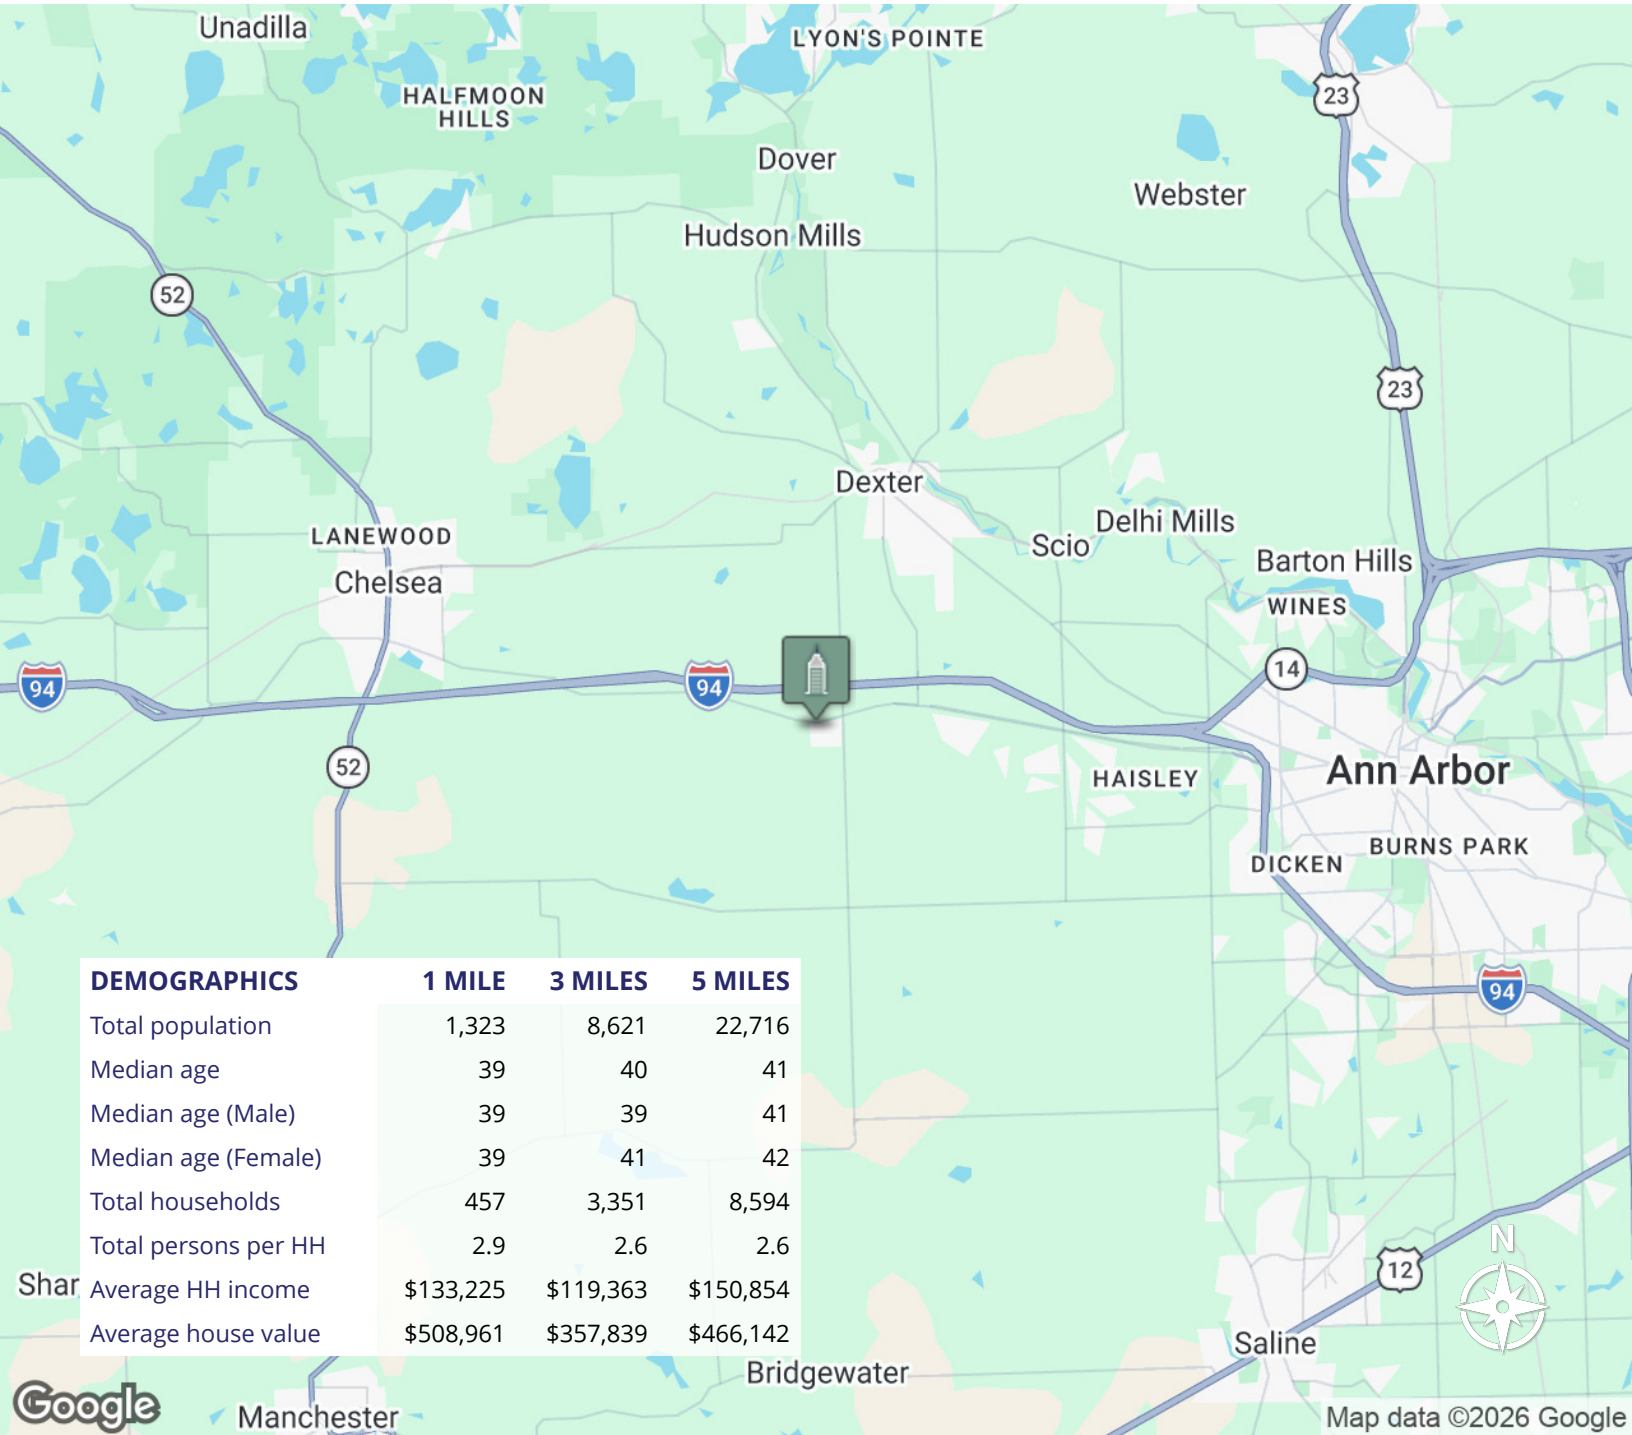 Unadilla
LYON'S POINTE
23
HALFMOON
HILLS
Dover
Webster
Hudson Mills
52
23
Dexter
LANEWOOD
Delhi Mills
Scio
Barton Hills
Chelsea
WINES
94
94
14
52
HAISLEY
Ann Arbor
BURNS PARK
DICKEN
94
DEMOGRAPHICS 1 MILE 3 MILES 5 MILES
Total population 1,323 8,621 22,716
Median age 39 40 41
Median age (Male) 39 39 41
Median age (Female) 39 41 42
Total households 457 3,351 8,594
Total persons per HH 2.9 2.6 2.6
Average HH income $133,225 $119,363 $150,854
Average house value $508,961 $357,839 $466,142
Shar
N
12
Saline
Bridgewater
Google
Manchester
Map data ©2026 Google